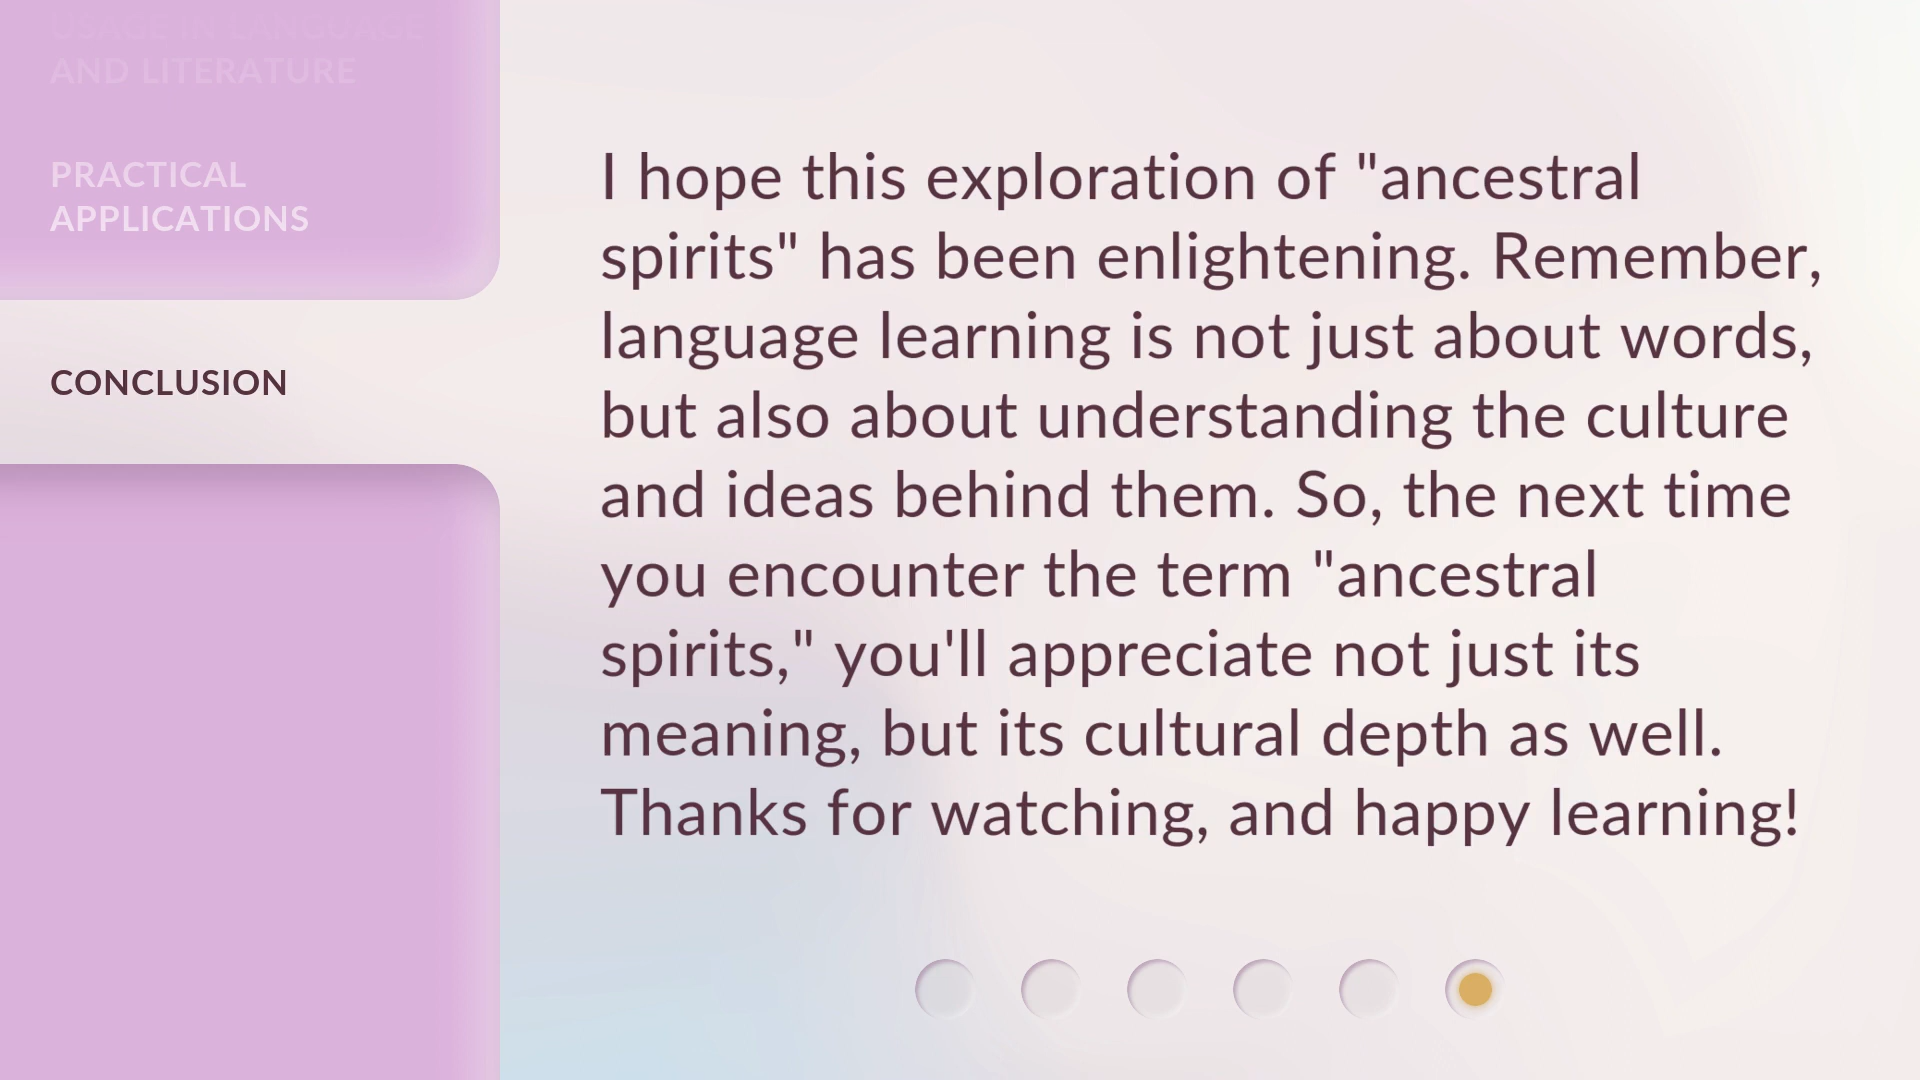 USAGE IN LANGUAGE
AND LITERATURE
PRACTICAL
APPLICATIONS
CONCLUSION
I hope this exploration of "ancestral
spirits" has been enlightening. Remember,
language learning is not just about words,
but also about understanding the culture
and ideas behind them. So, the next time
you encounter the term "ancestral
spirits," you'll appreciate not just its
meaning, but its cultural depth as well.
Thanks for watching, and happy learning!